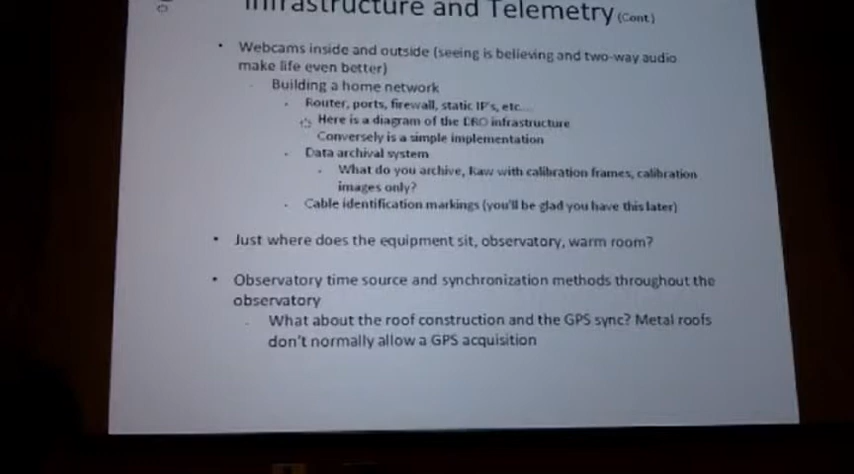 Infrastructure and Telemetry (Cont)
• Webcams inside and outside (seeing is believing and two-way audio
make life even better)
- Building a home network
• Router, ports, firewall, static IP's, etc...
Here is a diagram of the DRO infrastructure
Conversely is a simple implementation
• Data archival system
• What do you archive, Raw with calibration frames, calibration
images only?
• Cable identification markings (you'll be glad you have this later)
• Just where does the equipment sit, observatory, warm room?
• Observatory time source and synchronization methods throughout the
observatory
- What about the roof construction and the GPS sync? Metal roofs
don't normally allow a GPS acquisition